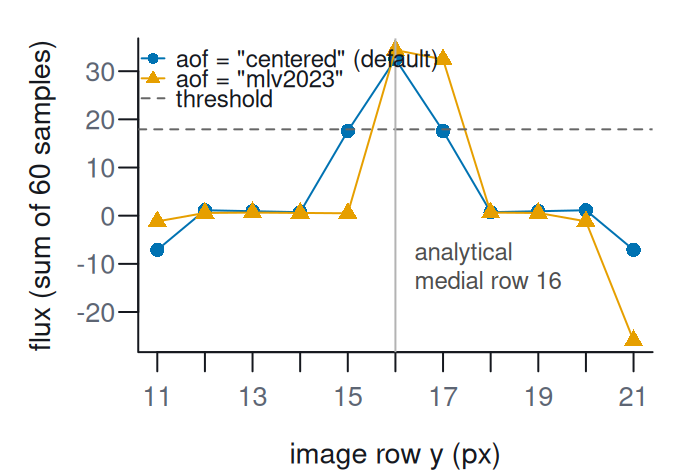 aof = "centered" (default)
aof = "mlv2023"
threshold
flux (sum of 60 samples)
30
20
10
0
-10
-20
analytical
medial row 16
11
13
15
17
19
21
image row y (px)